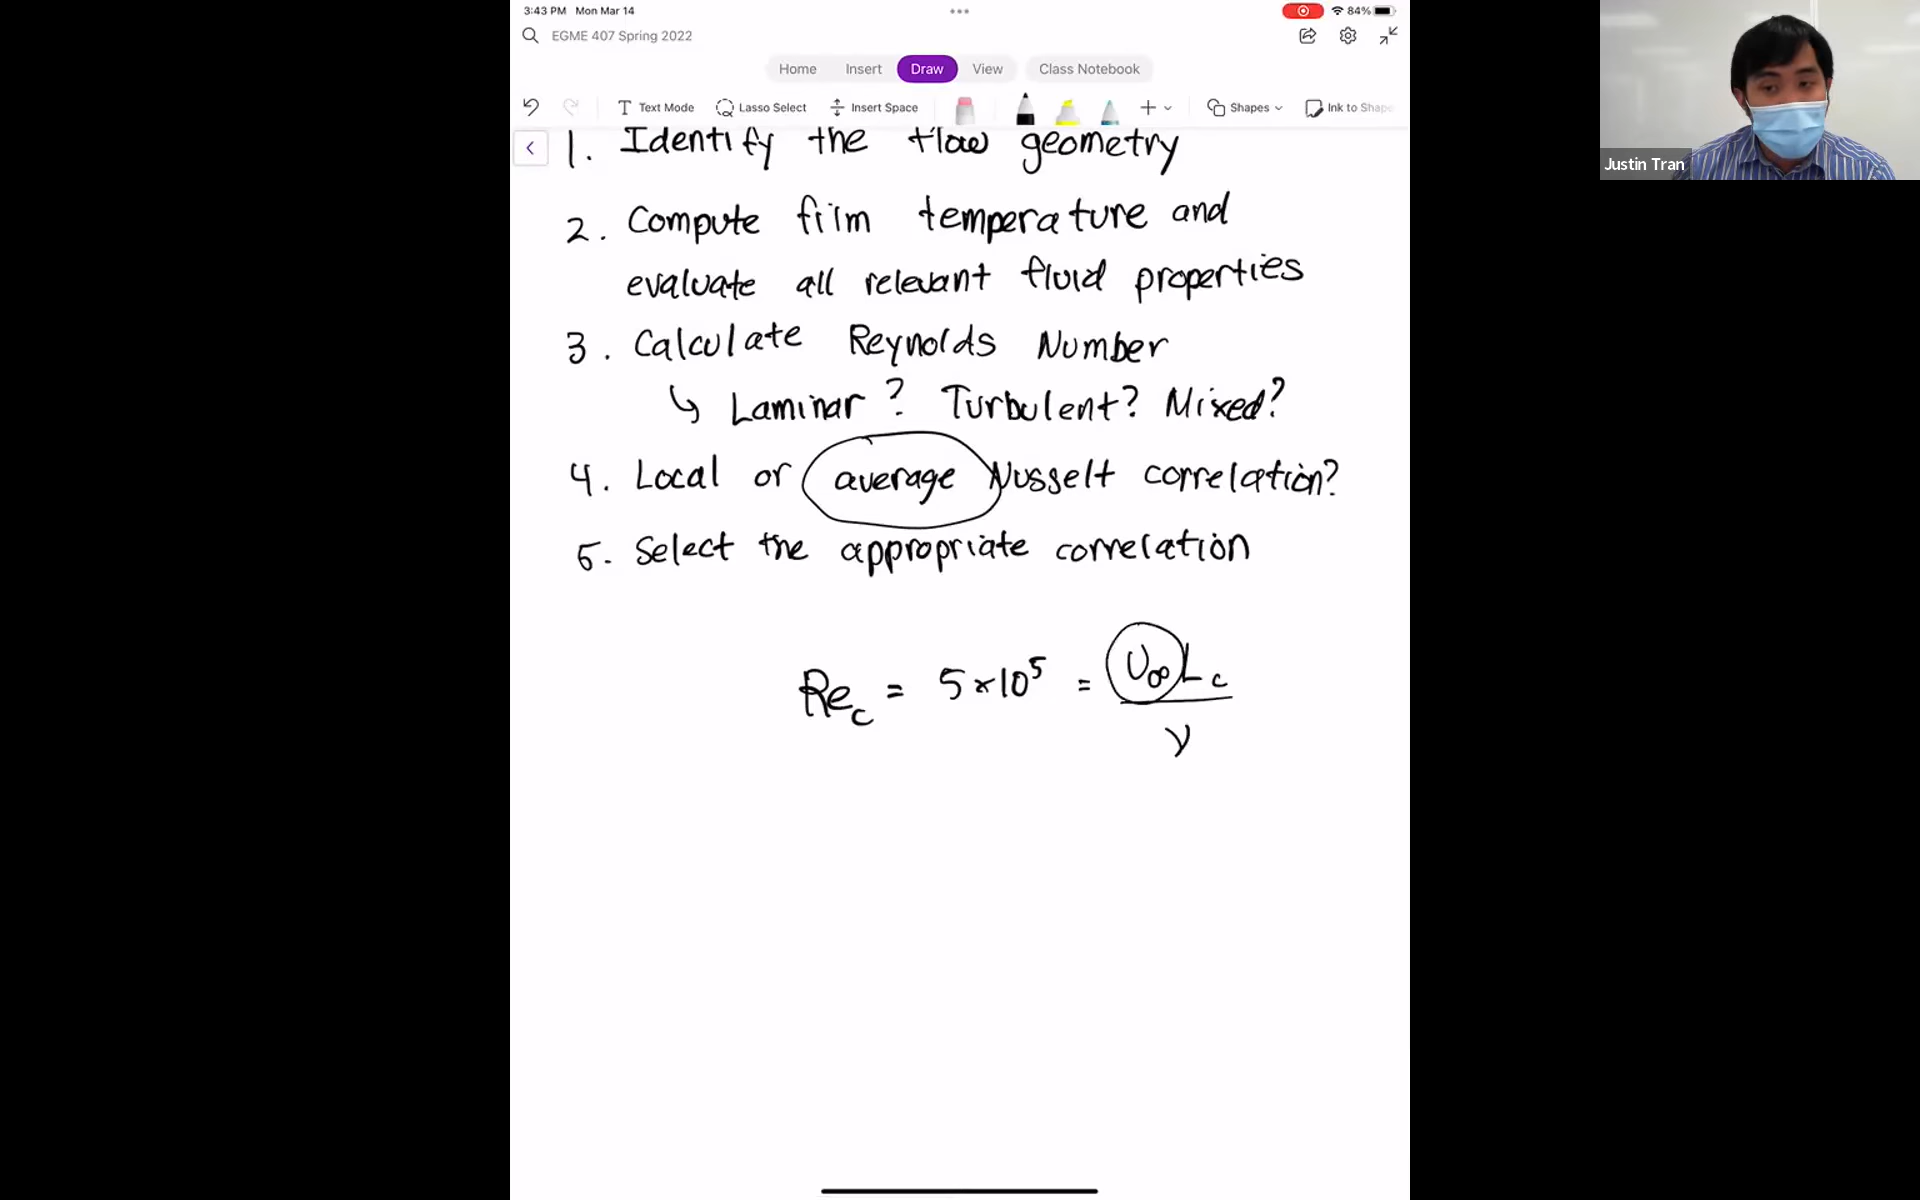 3:43 PM Mon Mar 14
84%
EGME 407 Spring 2022
Home Insert Draw View Class Notebook
Text Mode Lasso Select Insert Space Shapes Ink to Shape
1. Identify the flow geometry
2. Compute film temperature and
evaluate all relevant fluid properties
3. Calculate Reynolds Number
↳ Laminar? Turbulent? Mixed?
4. Local or average Nusselt correlation?
5. Select the appropriate correlation
Re_c = 5×10^5 = U_∞ L_c / ν
Justin Tran